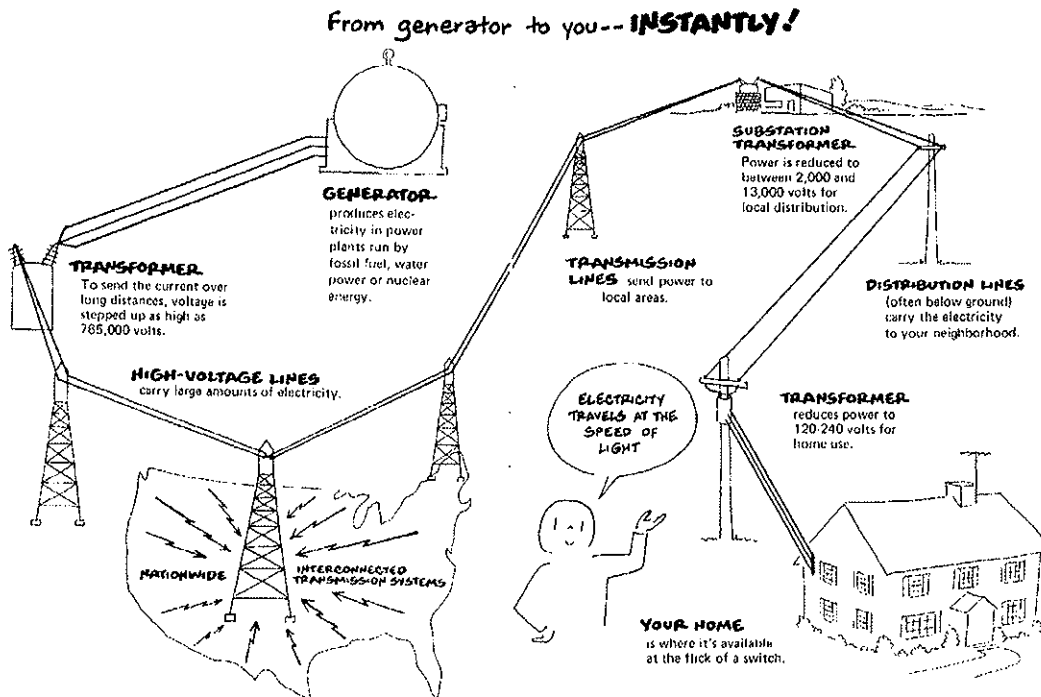 From generator to you-- INSTANTLY!
GENERATOR
produces elec-
tricity in power
plants run by
fossil fuel, water
power or nuclear
energy.
TRANSFORMER
To send the current over
long distances, voltage is
stepped up as high as
765,000 volts.
HIGH-VOLTAGE LINES
carry large amounts of electricity.
NATIONWIDE
INTERCONNECTED
TRANSMISSION SYSTEMS
TRANSMISSION
LINES send power to
local areas.
SUBSTATION
TRANSFORMER
Power is reduced to
between 2,000 and
13,000 volts for
local distribution.
DISTRIBUTION LINES
(often below ground)
carry the electricity
to your neighborhood.
TRANSFORMER
reduces power to
120-240 volts for
home use.
ELECTRICITY
TRAVELS AT THE
SPEED OF
LIGHT
YOUR HOME
is where it's available
at the flick of a switch.